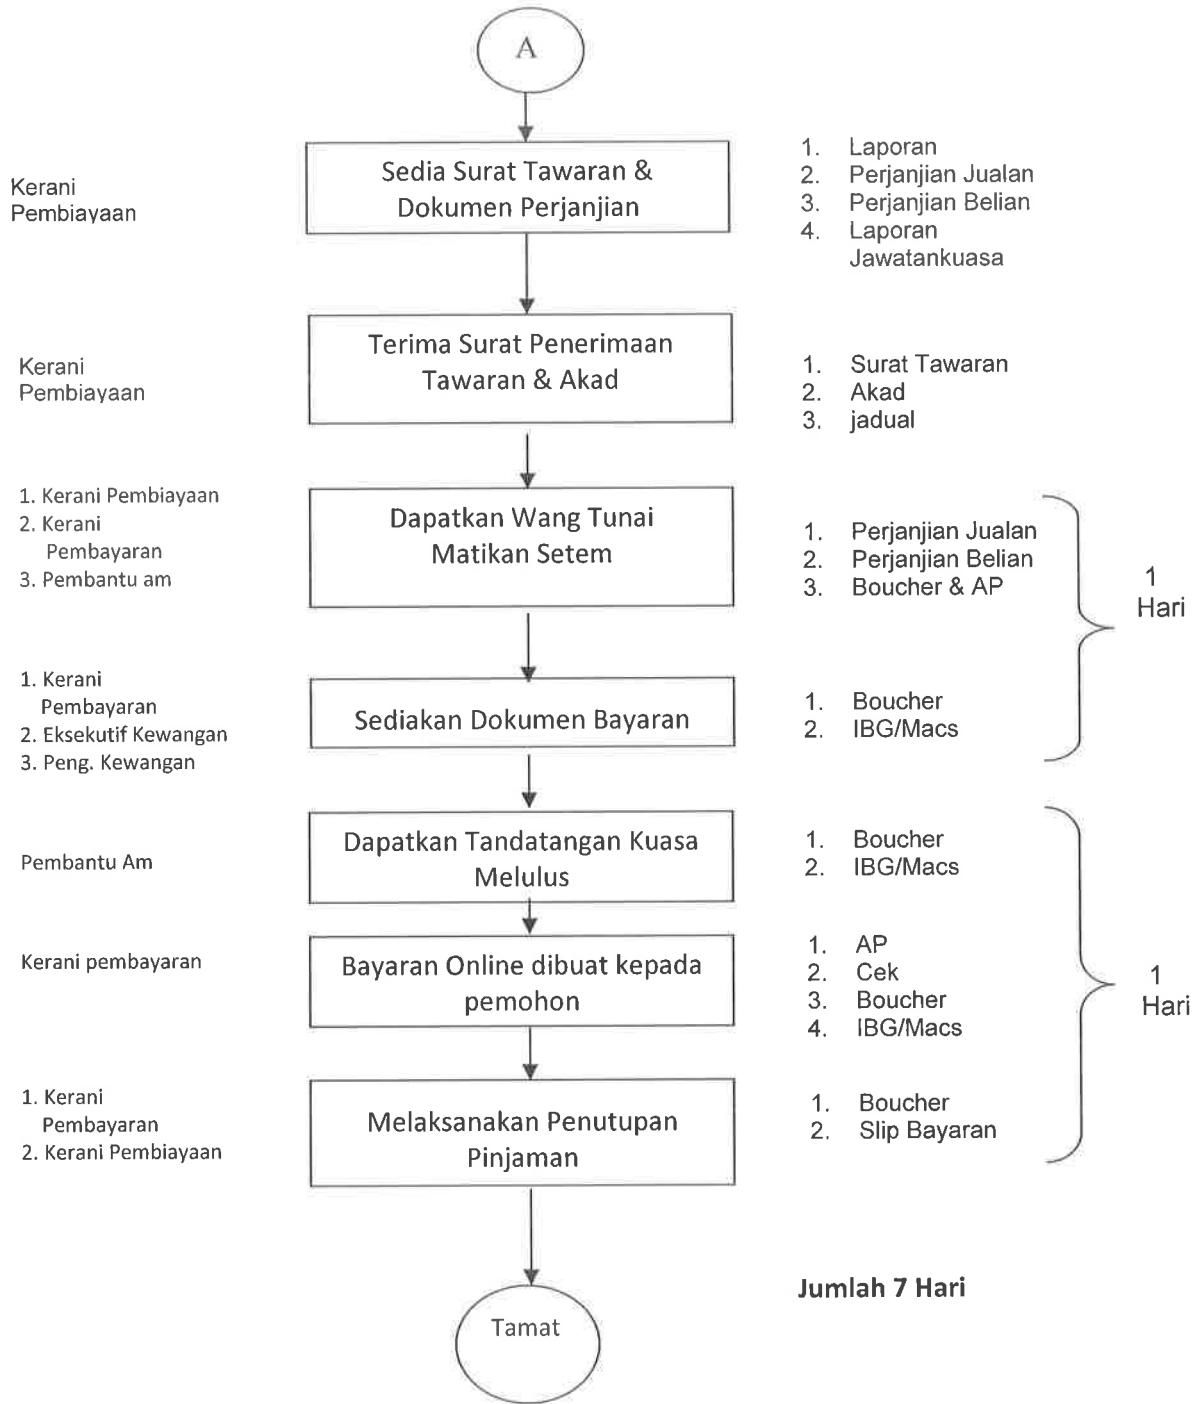 A
Kerani
Pembiayaan
Sedia Surat Tawaran &
Dokumen Perjanjian
1. Laporan
2. Perjanjian Jualan
3. Perjanjian Belian
4. Laporan
Jawatankuasa
Kerani
Pembiayaan
Terima Surat Penerimaan
Tawaran & Akad
1. Surat Tawaran
2. Akad
3. jadual
1. Kerani Pembiayaan
2. Kerani
Pembayaran
3. Pembantu am
Dapatkan Wang Tunai
Matikan Setem
1. Perjanjian Jualan
2. Perjanjian Belian
3. Boucher & AP
1
Hari
1. Kerani
Pembayaran
2. Eksekutif Kewangan
3. Peng. Kewangan
Sediakan Dokumen Bayaran
1. Boucher
2. IBG/Macs
Pembantu Am
Dapatkan Tandatangan Kuasa
Melulus
1. Boucher
2. IBG/Macs
Kerani pembayaran
Bayaran Online dibuat kepada
pemohon
1. AP
2. Cek
3. Boucher
4. IBG/Macs
1
Hari
1. Kerani
Pembayaran
2. Kerani Pembiayaan
Melaksanakan Penutupan
Pinjaman
1. Boucher
2. Slip Bayaran
Jumlah 7 Hari
Tamat